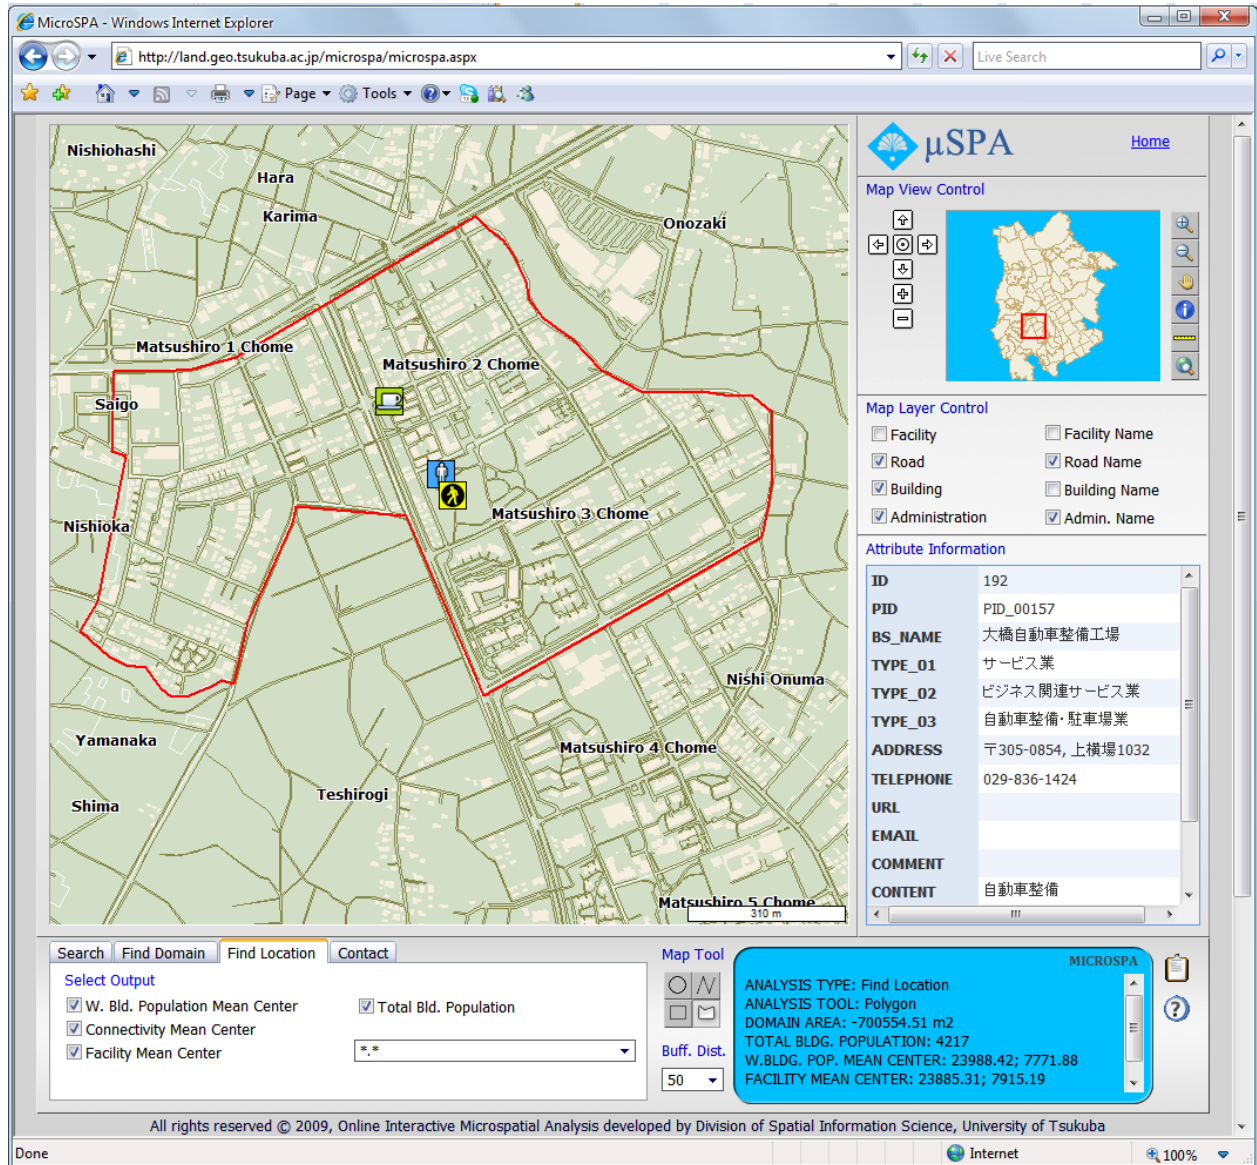 MicroSPA - Windows Internet Explorer
http://land.geo.tsukuba.ac.jp/microspa/microspa.aspx
Live Search
Page
Tools
Nishiohashi
Hara
Karima
Onozaki
Matsushiro 1 Chome
Matsushiro 2 Chome
Saigo
Matsushiro 3 Chome
Nishioka
Nishi Onuma
Yamanaka
Matsushiro 4 Chome
Teshirogi
Shima
Matsushiro 5 Chome
310 m
µSPA
Home
Map View Control
Map Layer Control
Facility
Facility Name
Road
Road Name
Building
Building Name
Administration
Admin. Name
Attribute Information
ID 192
PID PID_00157
BS_NAME 大橋自動車整備工場
TYPE_01 サービス業
TYPE_02 ビジネス関連サービス業
TYPE_03 自動車整備・駐車場業
ADDRESS 〒305-0854, 上横場1032
TELEPHONE 029-836-1424
URL
EMAIL
COMMENT
CONTENT 自動車整備
Search Find Domain Find Location Contact
Select Output
W. Bld. Population Mean Center
Total Bld. Population
Connectivity Mean Center
Facility Mean Center
*.*
Map Tool
Buff. Dist.
50
MICROSPA
ANALYSIS TYPE: Find Location
ANALYSIS TOOL: Polygon
DOMAIN AREA: -700554.51 m2
TOTAL BLDG. POPULATION: 4217
W.BLDG. POP. MEAN CENTER: 23988.42; 7771.88
FACILITY MEAN CENTER: 23885.31; 7915.19
All rights reserved © 2009, Online Interactive Microspatial Analysis developed by Division of Spatial Information Science, University of Tsukuba
Done
Internet
100%